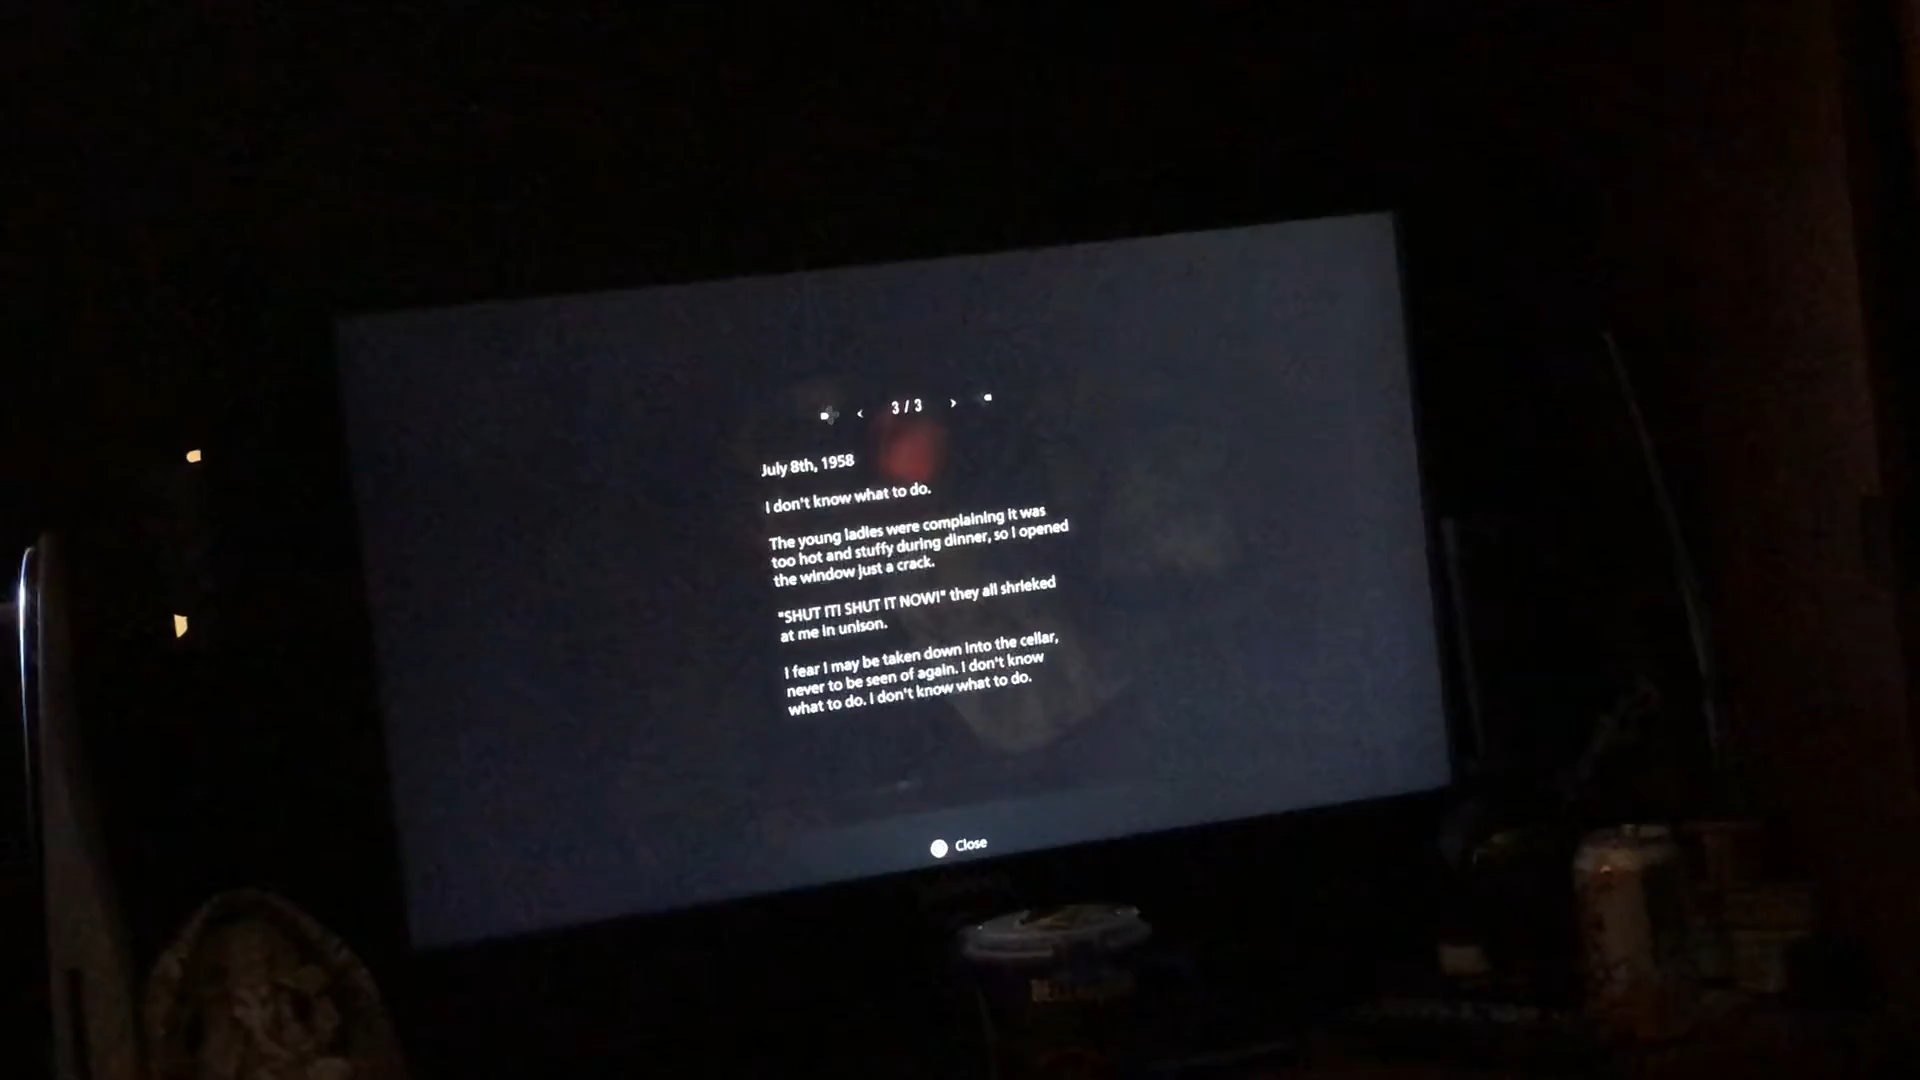 ‹ 3 / 3 ›
July 8th, 1958
I don't know what to do.
The young ladies were complaining it was
too hot and stuffy during dinner, so I opened
the window just a crack.
"SHUT IT! SHUT IT NOW!" they all shrieked
at me in unison.
I fear I may be taken down into the cellar,
never to be seen of again. I don't know
what to do. I don't know what to do.
Close